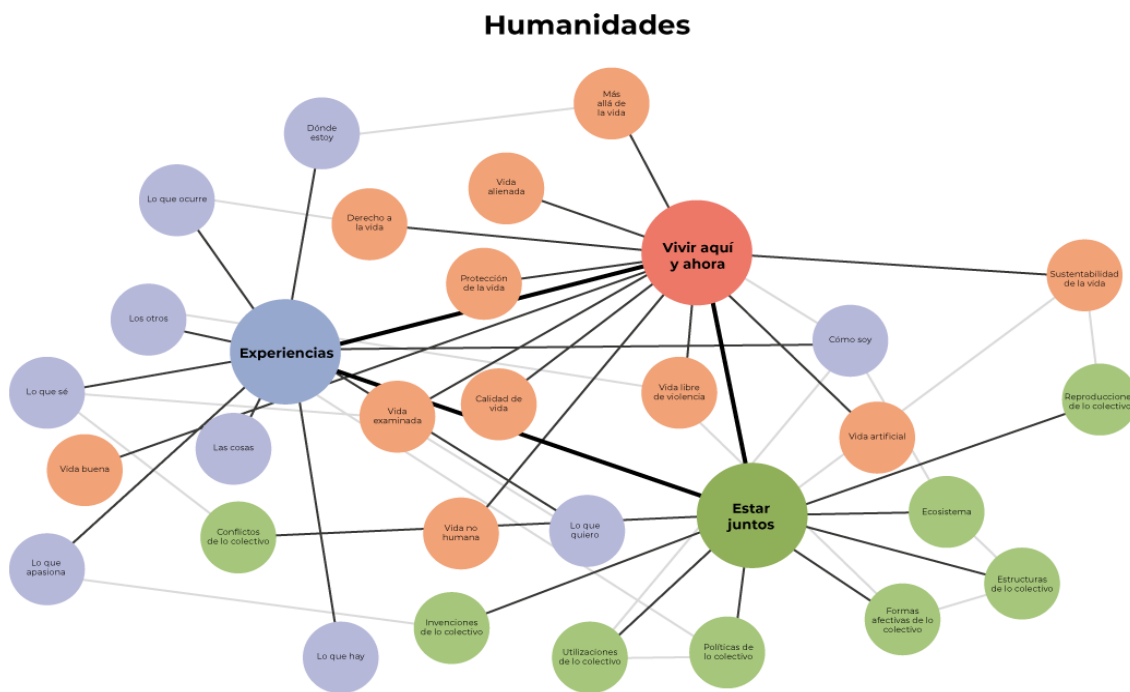 Humanidades
Más
allá de
la vida
Dónde
estoy
Vida
alienada
Lo que ocurre
Derecho a
la vida
Vivir aquí
y ahora
Protección
de la vida
Sustentabilidad
de la vida
Los otros
Experiencias
Cómo soy
Lo que sé
Vida
examinada
Calidad de
vida
Vida libre
de violencia
Reproducciones
de lo colectivo
Vida artificial
Las cosas
Vida buena
Estar
juntos
Ecosistema
Conflictos
de lo colectivo
Vida no
humana
Lo que
quiero
Lo que
apasiona
Estructuras
de lo colectivo
Formas
afectivas de lo
colectivo
Invenciones
de lo colectivo
Lo que hay
Utilizaciones
de lo colectivo
Políticas de
lo colectivo